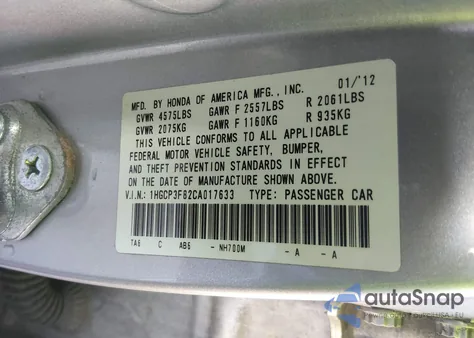 MFD. BY HONDA OF AMERICA MFG., INC. 01/'12
GVWR 4575LBS GAWR F 2557LBS R 2061LBS
GVWR 2075KG GAWR F 1160KG R 935KG
THIS VEHICLE CONFORMS TO ALL APPLICABLE
FEDERAL MOTOR VEHICLE SAFETY, BUMPER,
AND THEFT PREVENTION STANDARDS IN EFFECT
ON THE DATE OF MANUFACTURE SHOWN ABOVE.
V.I.N.: 1HGCP3F82CA017633 TYPE: PASSENGER CAR
TA6 C AB6 - NH700M - A - A
autaSnap